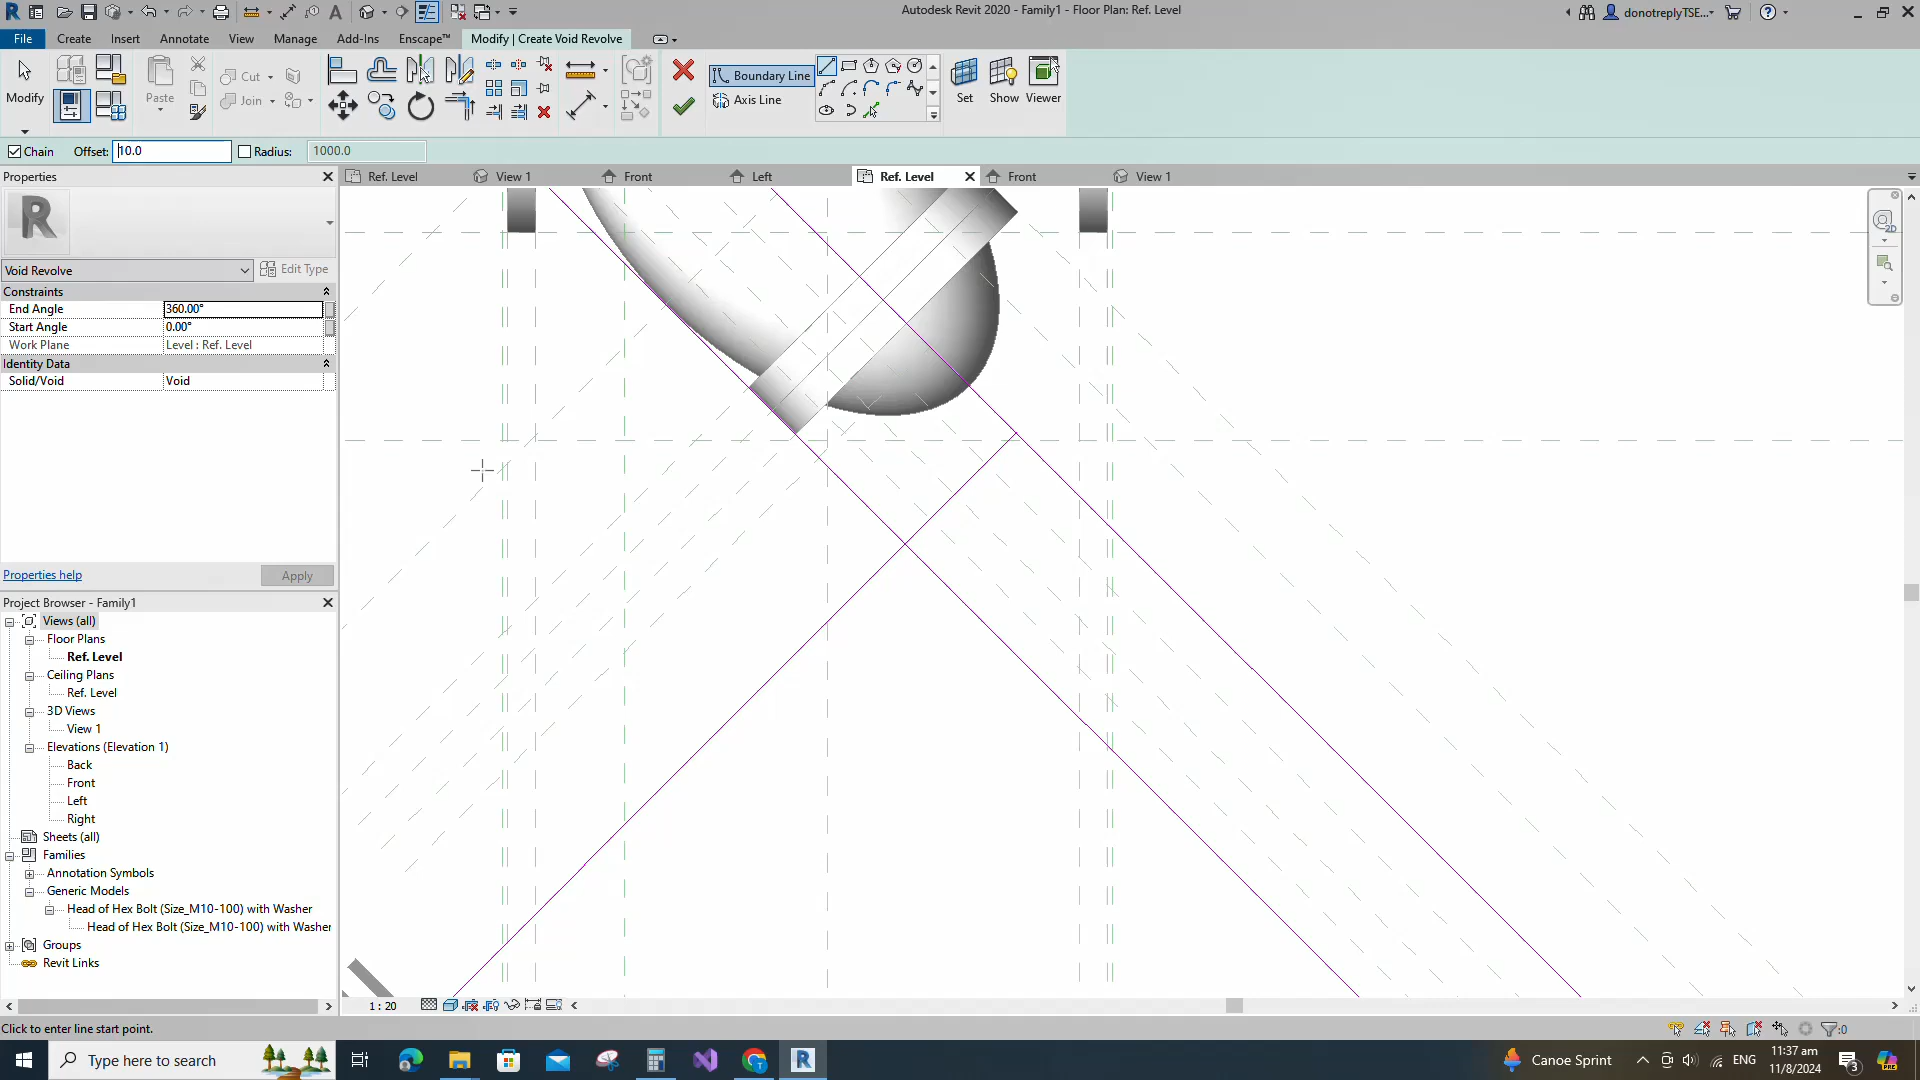 Autodesk Revit 2020 - Family1 - Floor Plan: Ref. Level
donotreplyTSE...
File
Create
Insert
Annotate
View
Manage
Add-Ins
Enscape™
Modify | Create Void Revolve
Modify
Paste
Cut
Join
Boundary Line
Axis Line
Set
Show
Viewer
Chain
Offset:
10.0
Radius:
1000.0
Properties
Ref. Level
View 1
Front
Left
Ref. Level
Front
View 1
Void Revolve
Edit Type
Constraints
End Angle
360.00°
Start Angle
0.00°
Work Plane
Level : Ref. Level
Identity Data
Solid/Void
Void
2D
Properties help
Apply
Project Browser - Family1
Views (all)
Floor Plans
Ref. Level
Ceiling Plans
Ref. Level
3D Views
View 1
Elevations (Elevation 1)
Back
Front
Left
Right
Sheets (all)
Families
Annotation Symbols
Generic Models
Head of Hex Bolt (Size_M10-100) with Washer
Head of Hex Bolt (Size_M10-100) with Washer
Groups
Revit Links
1 : 20
Click to enter line start point.
:0
Type here to search
Canoe Sprint
ENG
11:37 am
11/8/2024
3